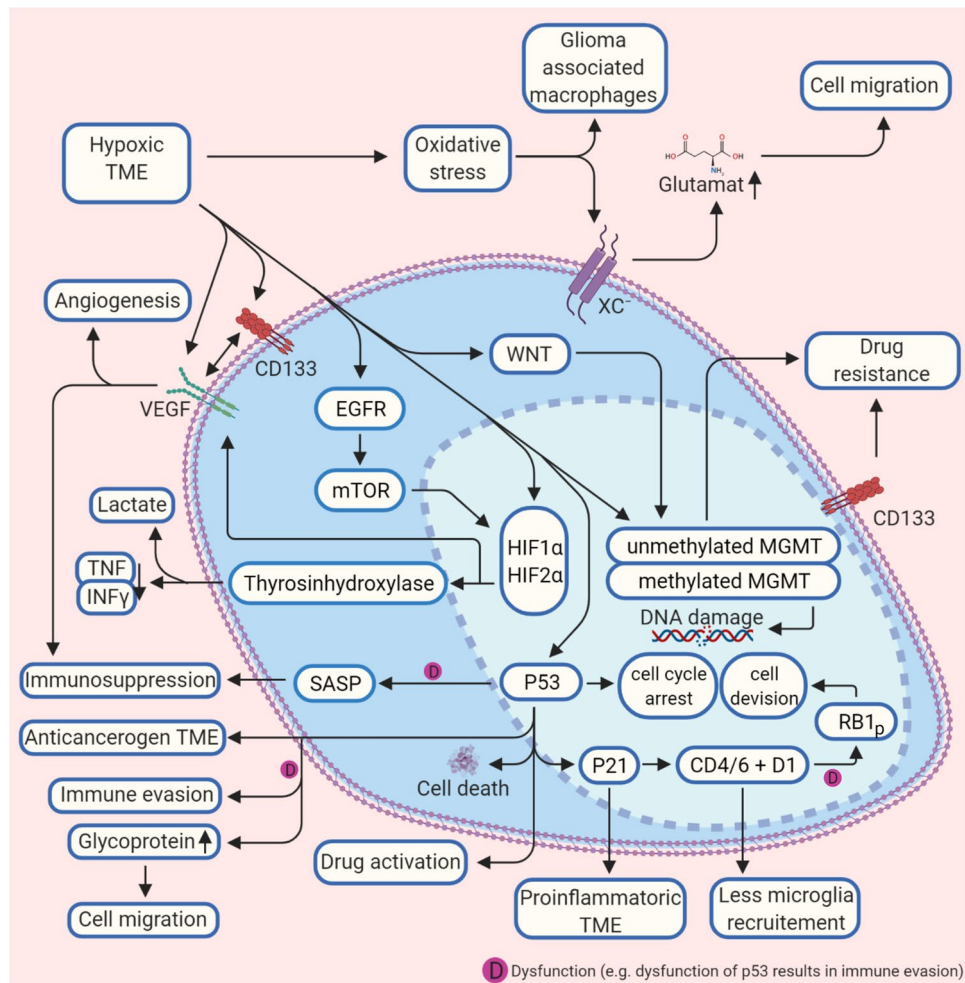 Glioma
associated
macrophages
Cell migration
Hypoxic
TME
Oxidative
stress
O
O
HO
OH
NH₂
Glutamat
XC⁻
Angiogenesis
CD133
VEGF
WNT
Drug
resistance
EGFR
mTOR
CD133
Lactate
HIF1α
HIF2α
unmethylated MGMT
methylated MGMT
TNF
INFγ
Thyrosinhydroxylase
DNA damage
Immunosuppression
SASP
D
P53
cell cycle
arrest
cell
devision
RB1p
Anticancerogen TME
D
Cell death
P21
CD4/6 + D1
D
Immune evasion
Glycoprotein
Drug activation
Cell migration
Proinflammatoric
TME
Less microglia
recruitement
D Dysfunction (e.g. dysfunction of p53 results in immune evasion)